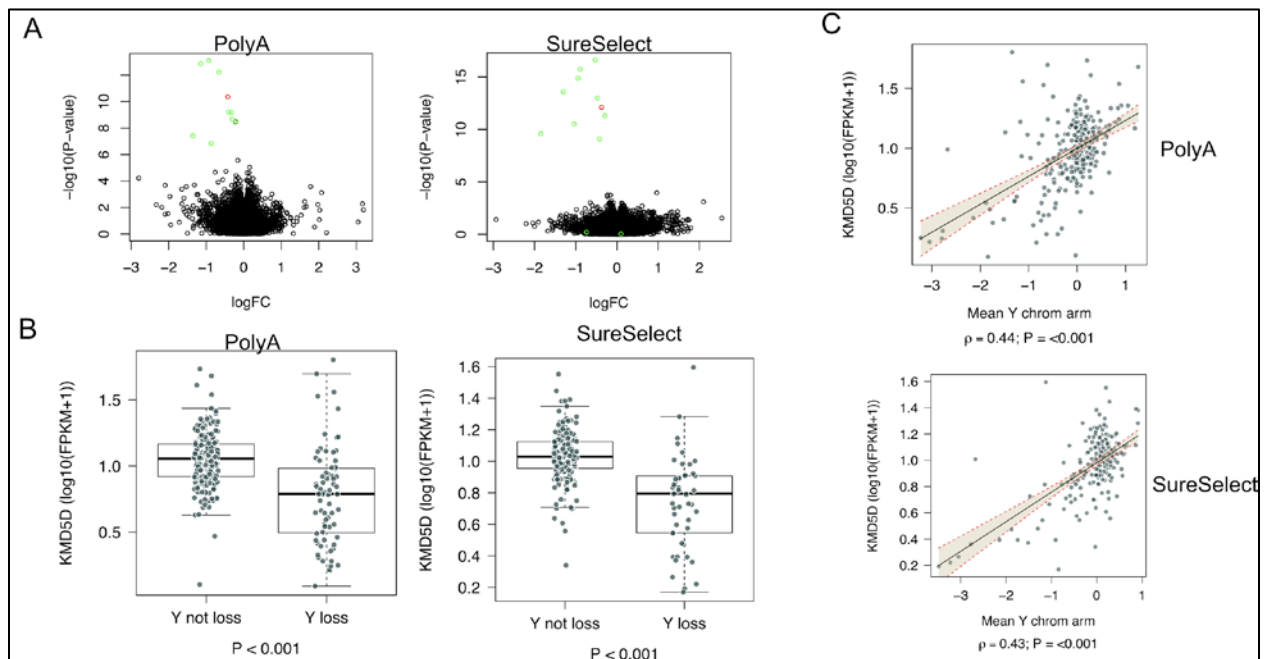 A
PolyA
-log10(P-value)
10
8
6
4
2
0
−3 −2 −1 0 1 2 3
logFC
SureSelect
-log10(P-value)
15
10
5
0
−3 −2 −1 0 1 2
logFC
B
PolyA
KMD5D (log10(FPKM+1))
1.5
1.0
0.5
Y not loss Y loss
P < 0.001
SureSelect
KMD5D (log10(FPKM+1))
1.6
1.4
1.2
1.0
0.8
0.6
0.4
0.2
Y not loss Y loss
P < 0.001
C
KMD5D (log10(FPKM+1))
1.5
1.0
0.5
−3 −2 −1 0 1
Mean Y chrom arm
ρ = 0.44; P = <0.001
PolyA
KMD5D (log10(FPKM+1))
1.6
1.4
1.2
1.0
0.8
0.6
0.4
0.2
−3 −2 −1 0 1
Mean Y chrom arm
ρ = 0.43; P = <0.001
SureSelect